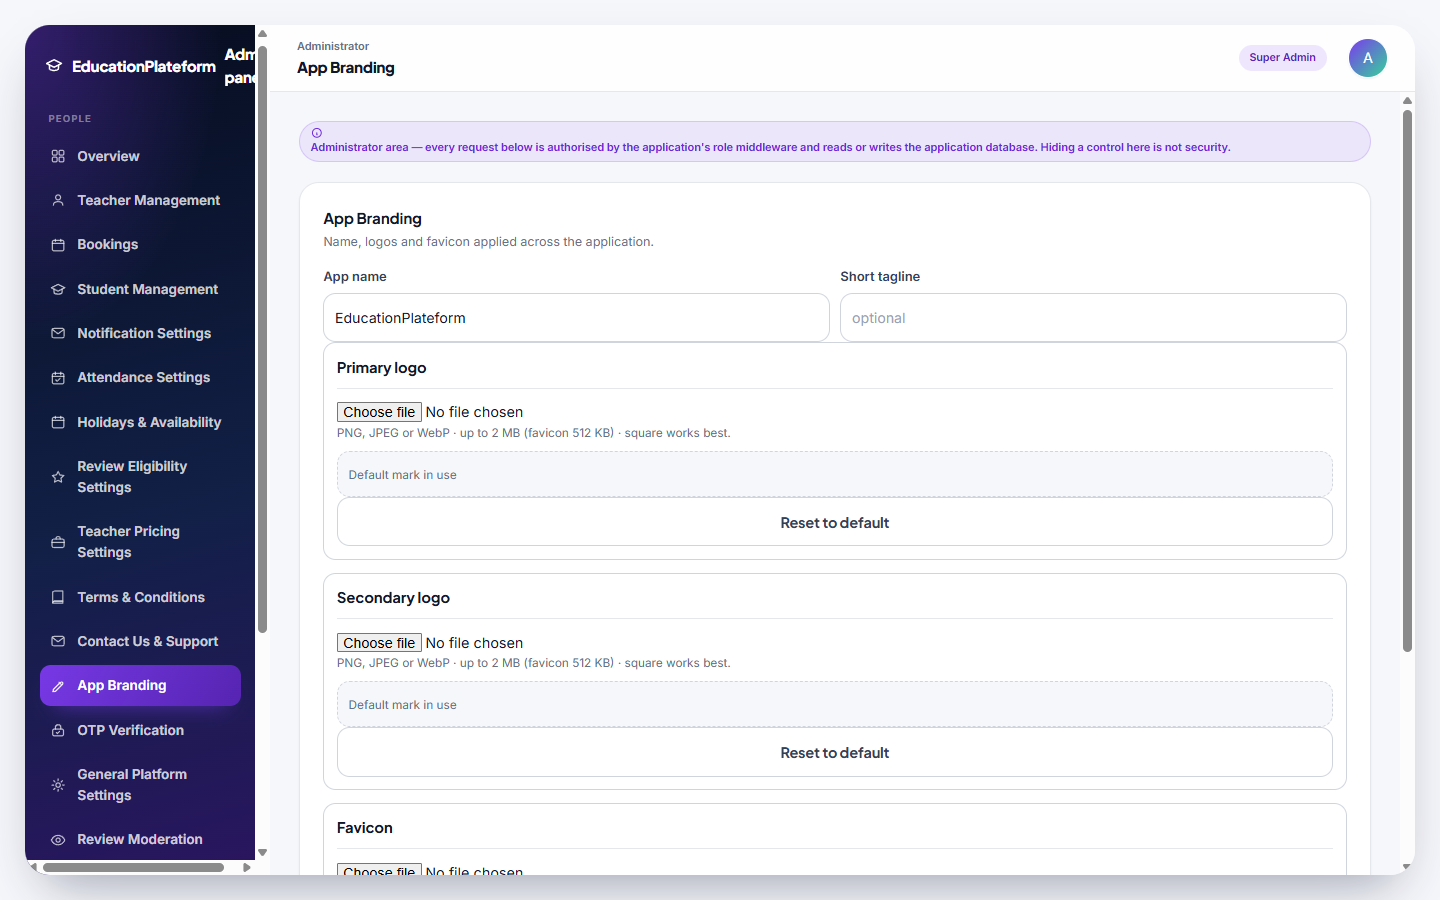 EducationPlateform
PEOPLE
Overview
Teacher Management
Bookings
Student Management
Notification Settings
Attendance Settings
Holidays & Availability
Review Eligibility
Settings
Teacher Pricing
Settings
Terms & Conditions
Contact Us & Support
App Branding
OTP Verification
General Platform
Settings
Review Moderation
Administrator
App Branding
Super Admin
A
Administrator area — every request below is authorised by the application's role middleware and reads or writes the application database. Hiding a control here is not security.
App Branding
Name, logos and favicon applied across the application.
App name
Short tagline
EducationPlateform
optional
Primary logo
Choose file No file chosen
PNG, JPEG or WebP · up to 2 MB (favicon 512 KB) · square works best.
Default mark in use
Reset to default
Secondary logo
Choose file No file chosen
PNG, JPEG or WebP · up to 2 MB (favicon 512 KB) · square works best.
Default mark in use
Reset to default
Favicon
Choose file No file chosen